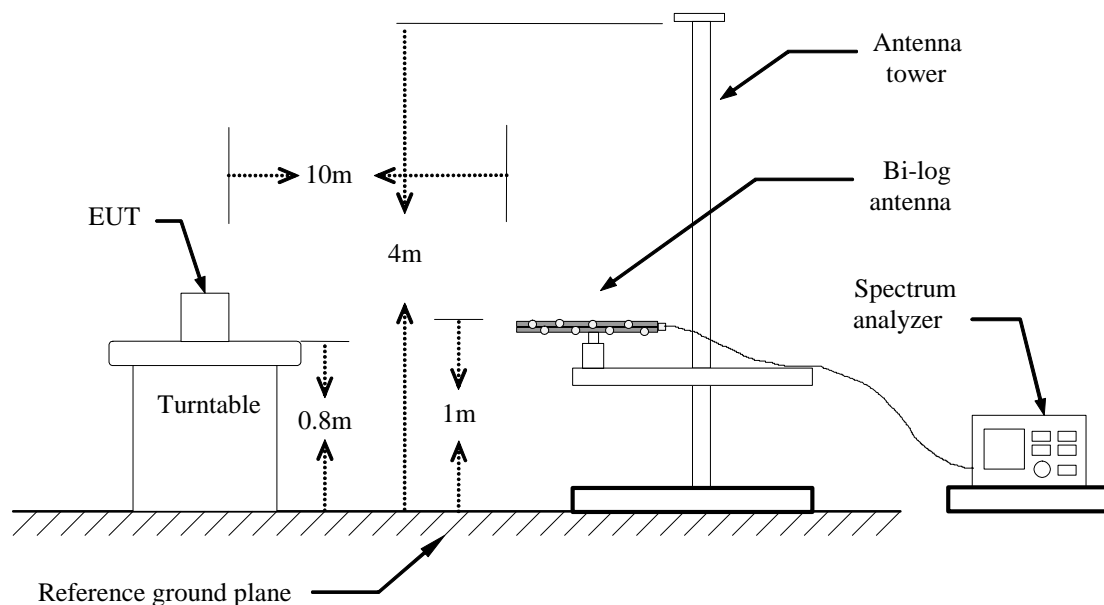 Antenna
tower
10m
Bi-log
antenna
EUT
4m
Spectrum
analyzer
Turntable
0.8m
1m
Reference ground plane